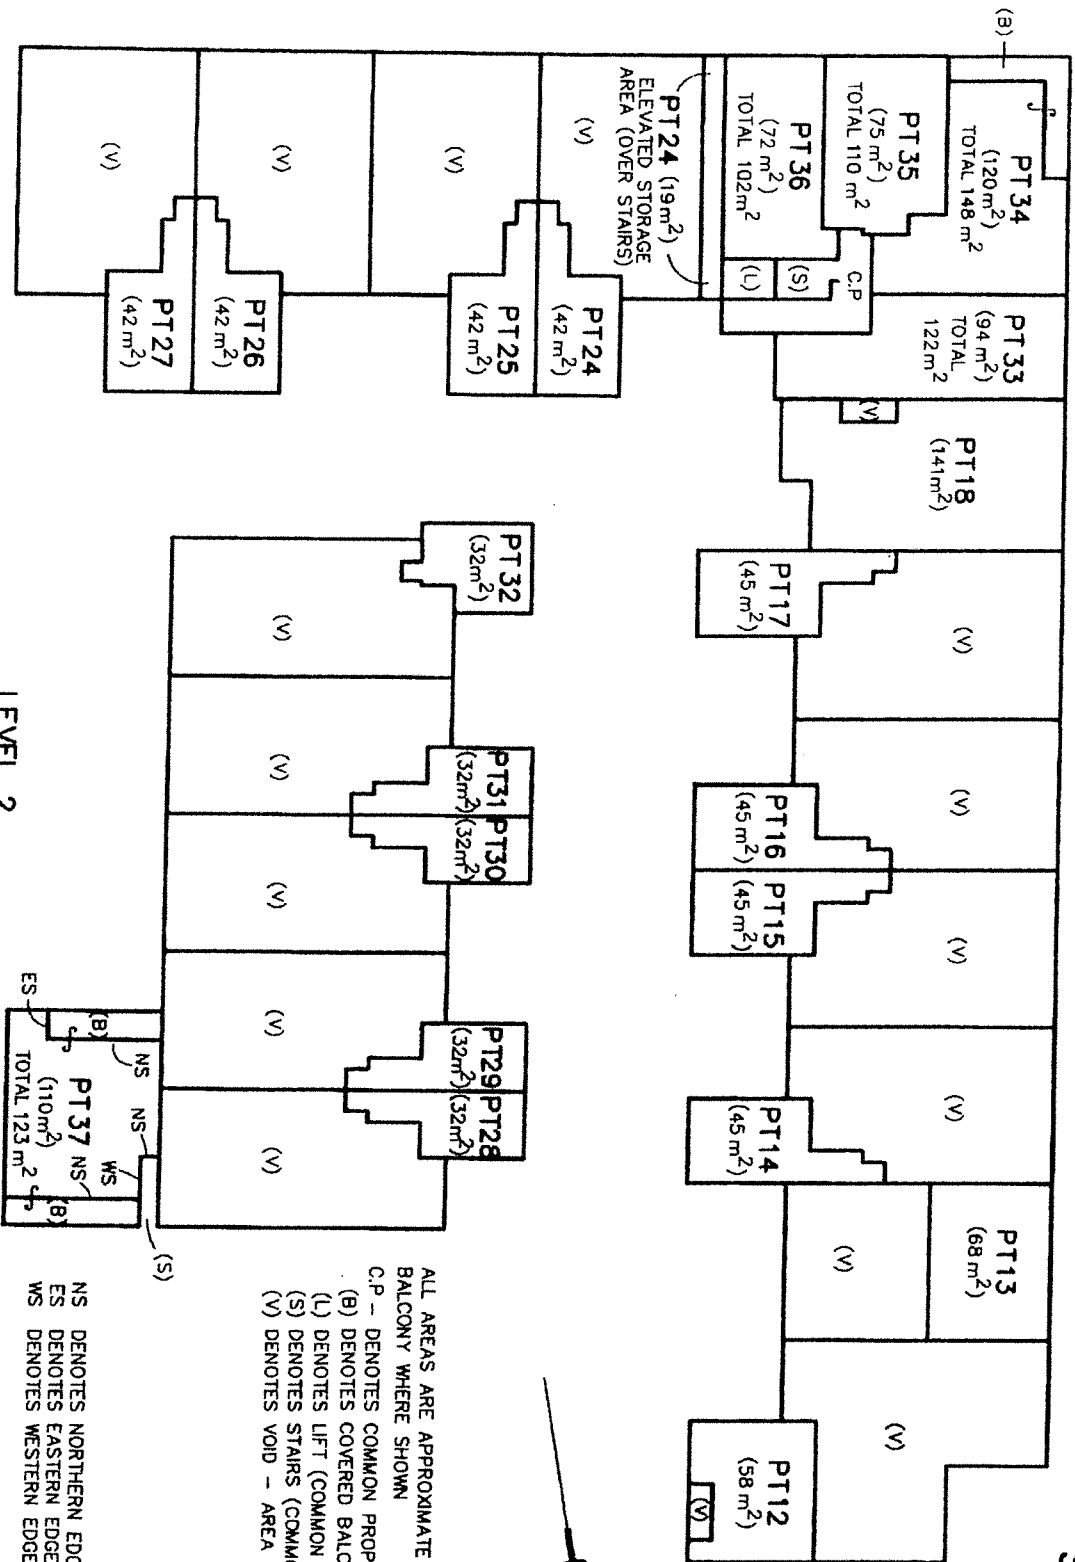 (B)
PT34
(120 m²)
TOTAL 148 m²
PT35
(75 m²)
TOTAL 110 m²
PT36
(72 m²)
TOTAL 102m²
C.P
(S)
(L)
PT24 (19m²)
ELEVATED STORAGE
AREA (OVER STAIRS)
(V)
(V)
(V)
(V)
PT24
(42 m²)
PT25
(42 m²)
PT26
(42 m²)
PT27
(42 m²)
PT33
(94 m²)
TOTAL
122m²
(V)
PT18
(141m²)
PT17
(45 m²)
(V)
PT16
(45 m²)
(V)
PT15
(45 m²)
(V)
PT14
(45 m²)
(V)
PT13
(68 m²)
(V)
(V)
PT12
(58 m²)
(V)
PT32
(32m²)
(V)
PT31
(32m²)
(V)
PT30
(32m²)
(V)
PT29
(32m²)
(V)
PT28
(32m²)
(V)
ES
(B)
NS
PT37
(110m²)
TOTAL 123 m²
NS
WS
NS
(B)
(S)
LEVEL 2
ALL AREAS ARE APPROXIMATE
BALCONY WHERE SHOWN
C.P – DENOTES COMMON PROP
(B) DENOTES COVERED BALC
(L) DENOTES LIFT (COMMON
(S) DENOTES STAIRS (COMM
(V) DENOTES VOID – AREA
NS DENOTES NORTHERN EDG
ES DENOTES EASTERN EDGE
WS DENOTES WESTERN EDGE